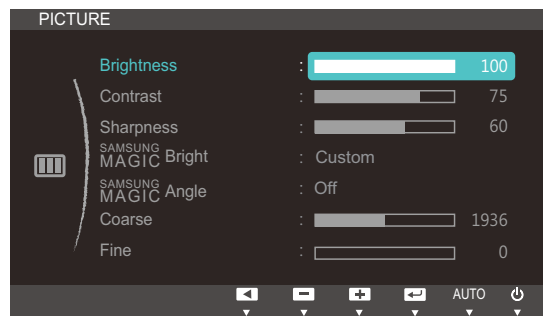 PICTURE
Brightness : 100
Contrast : 75
Sharpness : 60
SAMSUNG MAGIC Bright : Custom
SAMSUNG MAGIC Angle : Off
Coarse : 1936
Fine : 0
AUTO